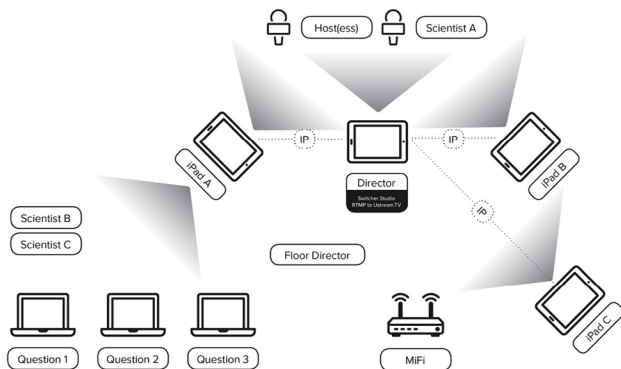 Host(ess)
Scientist A
IP
IP
iPad A
iPad B
Director
Switcher Studio
RTMP to Ustream.TV
IP
Scientist B
Scientist C
Floor Director
iPad C
Question 1
Question 2
Question 3
MiFi